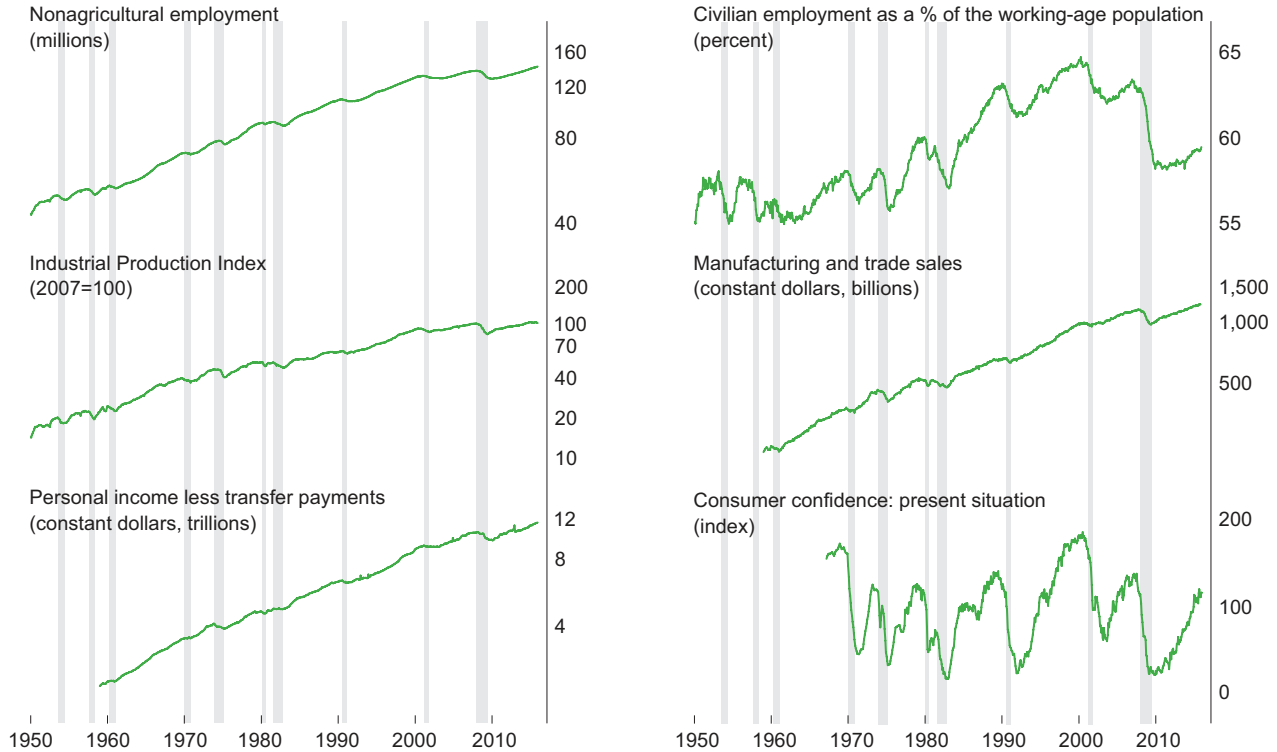 Nonagricultural employment
(millions)
160
120
80
40
Industrial Production Index
(2007=100)
200
100
70
40
20
10
Personal income less transfer payments
(constant dollars, trillions)
12
8
4
1950 1960 1970 1980 1990 2000 2010
Civilian employment as a % of the working-age population
(percent)
65
60
55
Manufacturing and trade sales
(constant dollars, billions)
1,500
1,000
500
Consumer confidence: present situation
(index)
200
100
0
1950 1960 1970 1980 1990 2000 2010